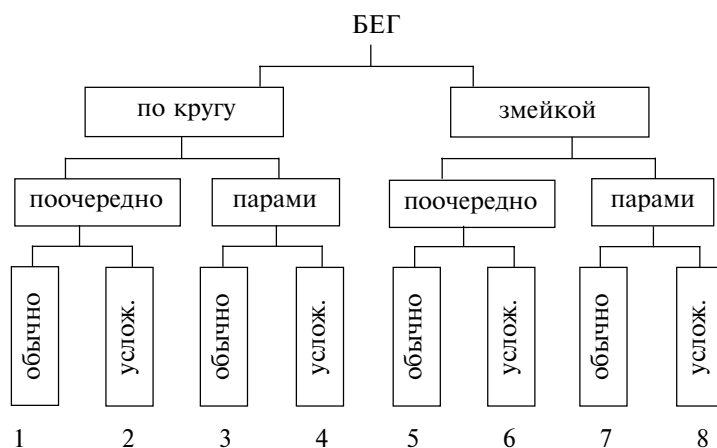 БЕГ
по кругу змейкой
поочередно парами поочередно парами
обычно услож. обычно услож. обычно услож. обычно услож.
1 2 3 4 5 6 7 8